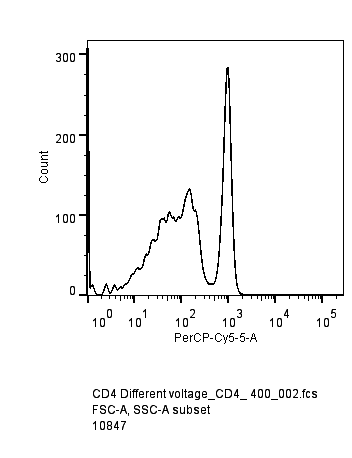 300
200
100
0
Count
10^0 10^1 10^2 10^3 10^4 10^5
PerCP-Cy5-5-A
CD4 Different voltage_CD4_ 400_002.fcs
FSC-A, SSC-A subset
10847